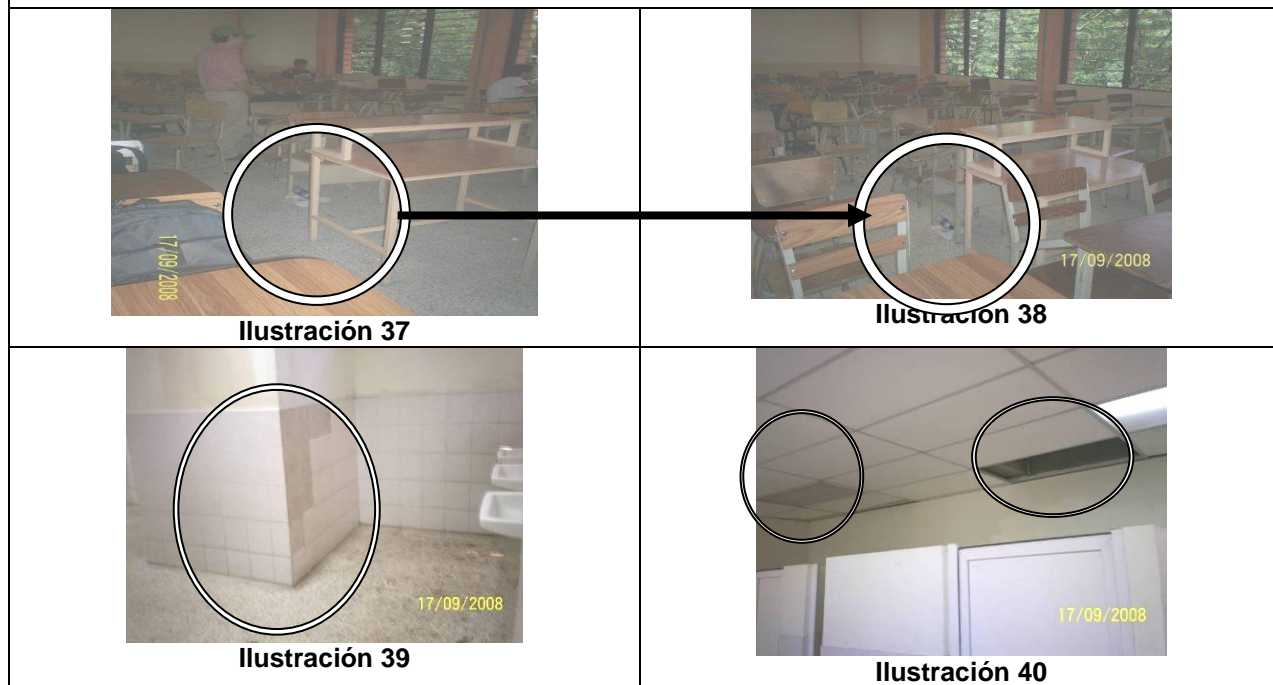 17/09/2008
17/09/2008
Ilustración 37
Ilustración 38
17/09/2008
17/09/2008
Ilustración 39
Ilustración 40